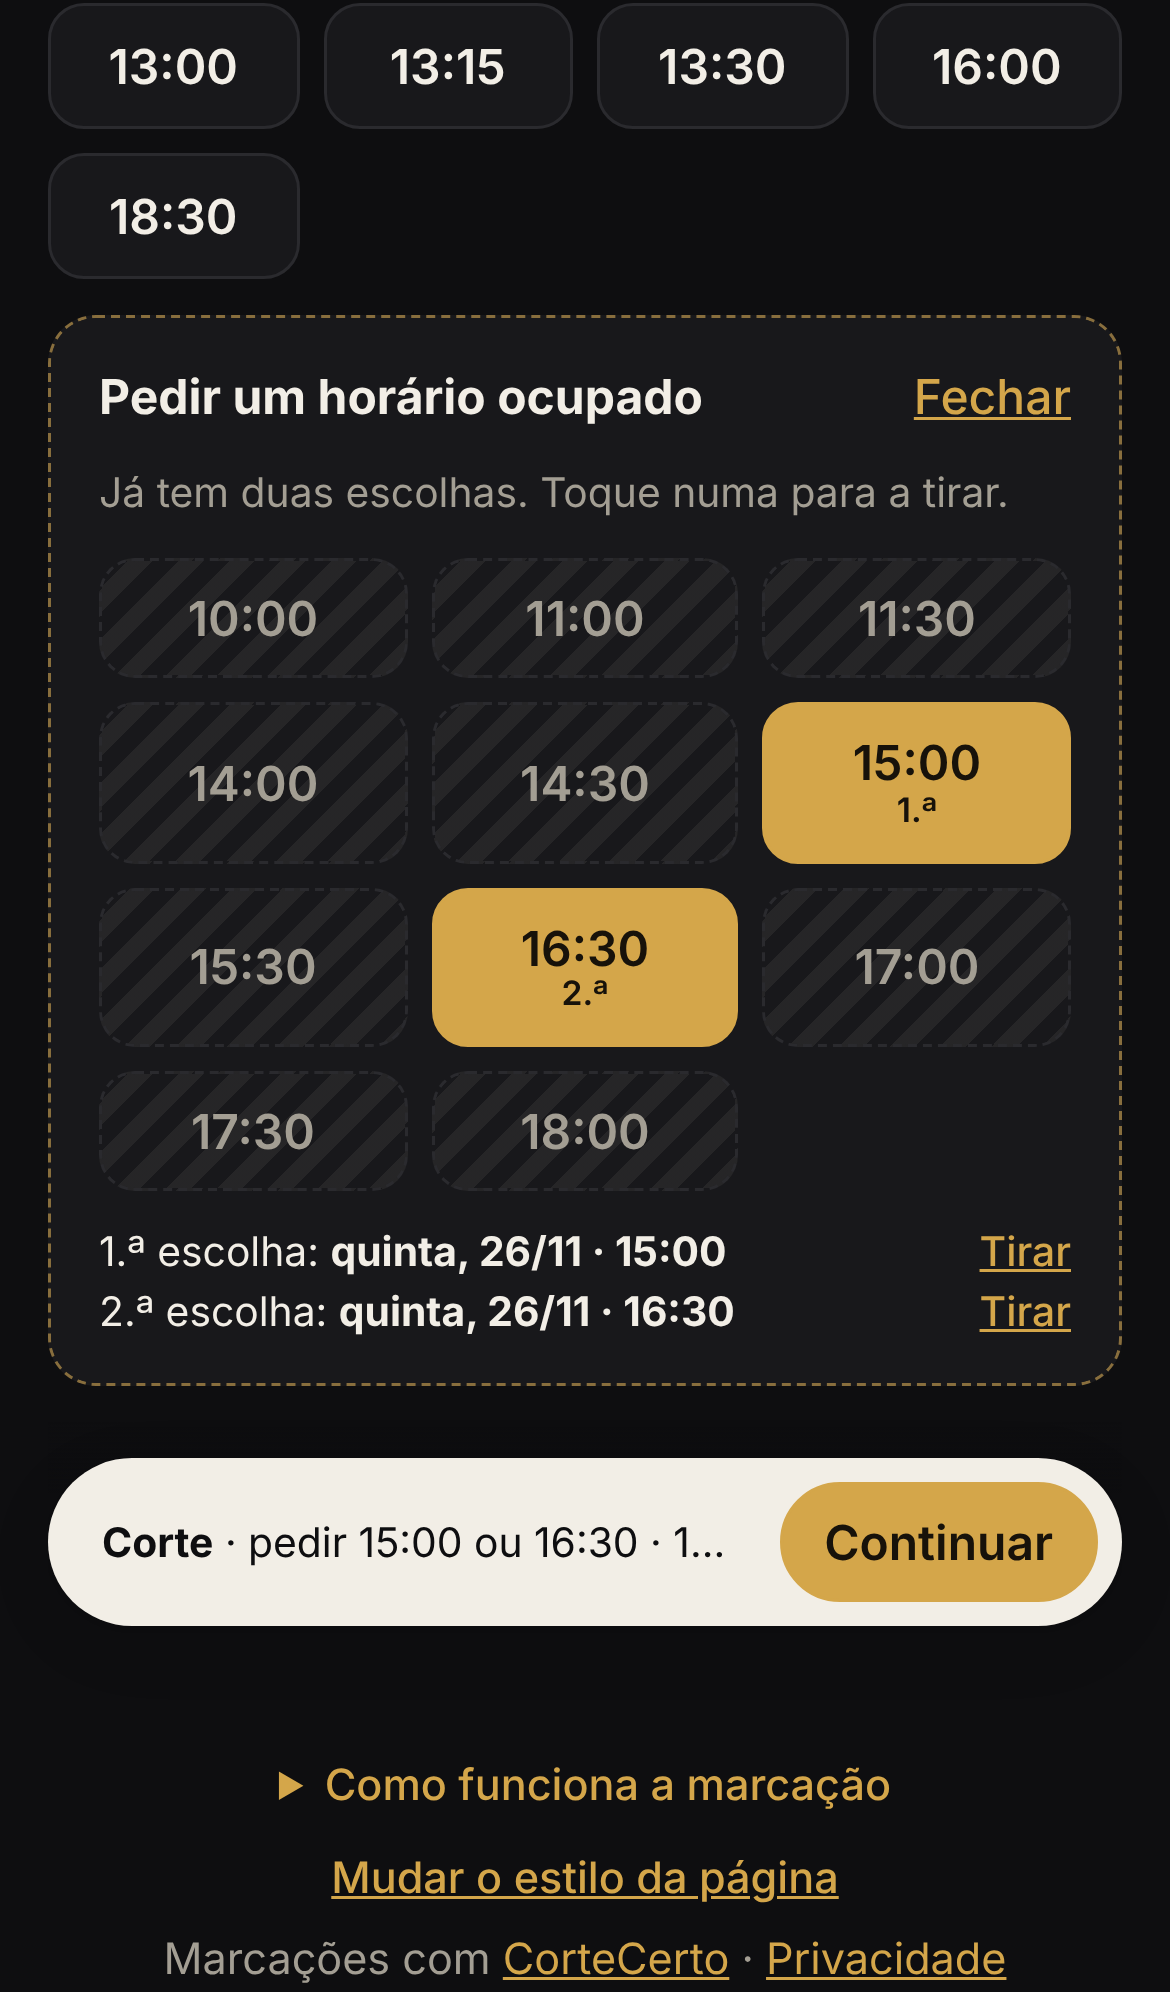 13:00 13:15 13:30 16:00
18:30
Pedir um horário ocupado Fechar
Já tem duas escolhas. Toque numa para a tirar.
10:00 11:00 11:30
14:00 14:30 15:00
1.ª
15:30 16:30 17:00
2.ª
17:30 18:00
1.ª escolha: quinta, 26/11 · 15:00 Tirar
2.ª escolha: quinta, 26/11 · 16:30 Tirar
Corte · pedir 15:00 ou 16:30 · 1... Continuar
▶ Como funciona a marcação
Mudar o estilo da página
Marcações com CorteCerto · Privacidade